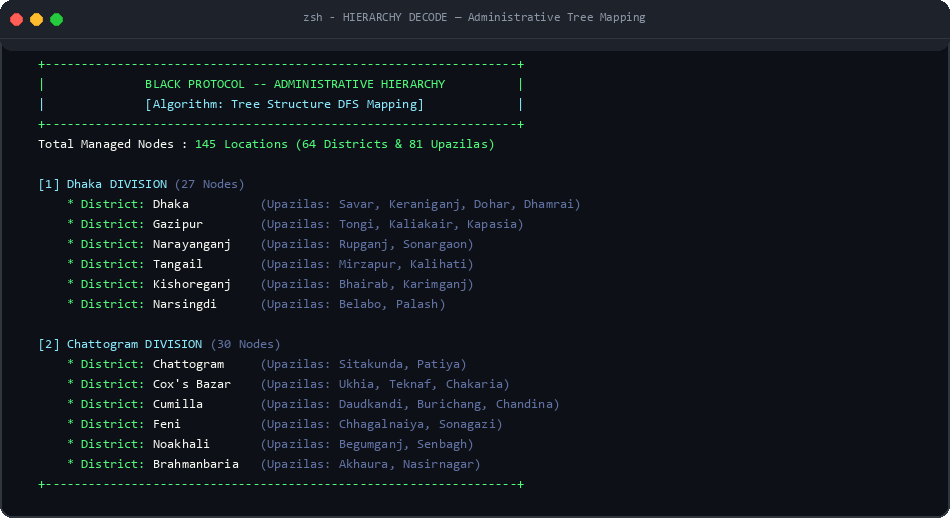 zsh - HIERARCHY DECODE — Administrative Tree Mapping
+------------------------------------------------------------------+
|              BLACK PROTOCOL -- ADMINISTRATIVE HIERARCHY          |
|              [Algorithm: Tree Structure DFS Mapping]             |
+------------------------------------------------------------------+
Total Managed Nodes : 145 Locations (64 Districts & 81 Upazilas)
[1] Dhaka DIVISION (27 Nodes)
    * District: Dhaka          (Upazilas: Savar, Keraniganj, Dohar, Dhamrai)
    * District: Gazipur        (Upazilas: Tongi, Kaliakair, Kapasia)
    * District: Narayanganj    (Upazilas: Rupganj, Sonargaon)
    * District: Tangail        (Upazilas: Mirzapur, Kalihati)
    * District: Kishoreganj    (Upazilas: Bhairab, Karimganj)
    * District: Narsingdi      (Upazilas: Belabo, Palash)
[2] Chattogram DIVISION (30 Nodes)
    * District: Chattogram     (Upazilas: Sitakunda, Patiya)
    * District: Cox's Bazar    (Upazilas: Ukhia, Teknaf, Chakaria)
    * District: Cumilla        (Upazilas: Daudkandi, Burichang, Chandina)
    * District: Feni           (Upazilas: Chhagalnaiya, Sonagazi)
    * District: Noakhali       (Upazilas: Begumganj, Senbagh)
    * District: Brahmanbaria   (Upazilas: Akhaura, Nasirnagar)
+------------------------------------------------------------------+